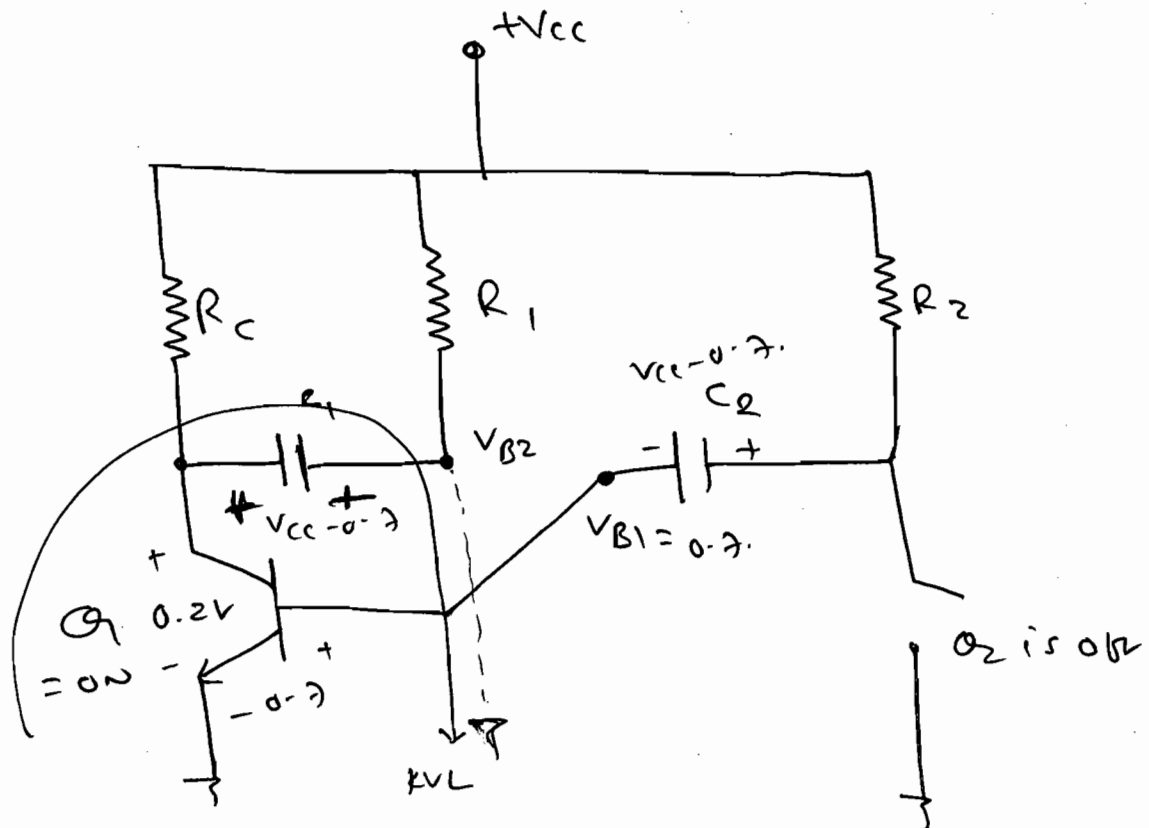 +VCC
RC
R1
R2
VCC-0.7.
C2
C1
VB2
- +
+
VCC-0.7
VB1 = 0.7.
+
Q1 0.2V
= ON -
+
- 0.7
Q2 is off
KVL